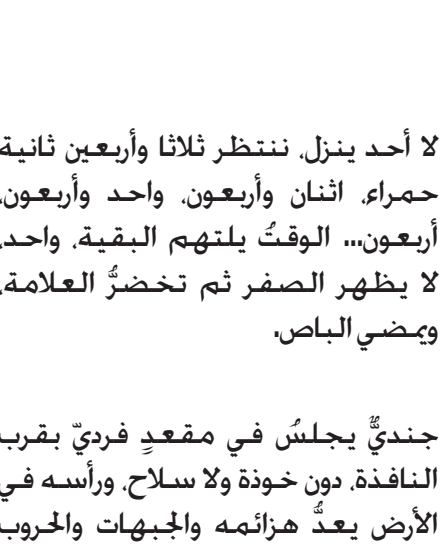 لا أحد ينزل، ننتظر ثلاثا وأربعين ثانية
حمراء، اثنان وأربعون، واحد وأربعون،
أربعون... الوقتُ يلتهم البقية، واحد،
لا يظهر الصفر ثم تخضرُّ العلامة،
ويمضي الباص.
جنديٌّ يجلسُ في مقعدٍ فرديّ بقرب
النافذة، دون خوذة ولا سلاح، ورأسه في
الأرض يعدُّ هزائمه والجبهات والحروب